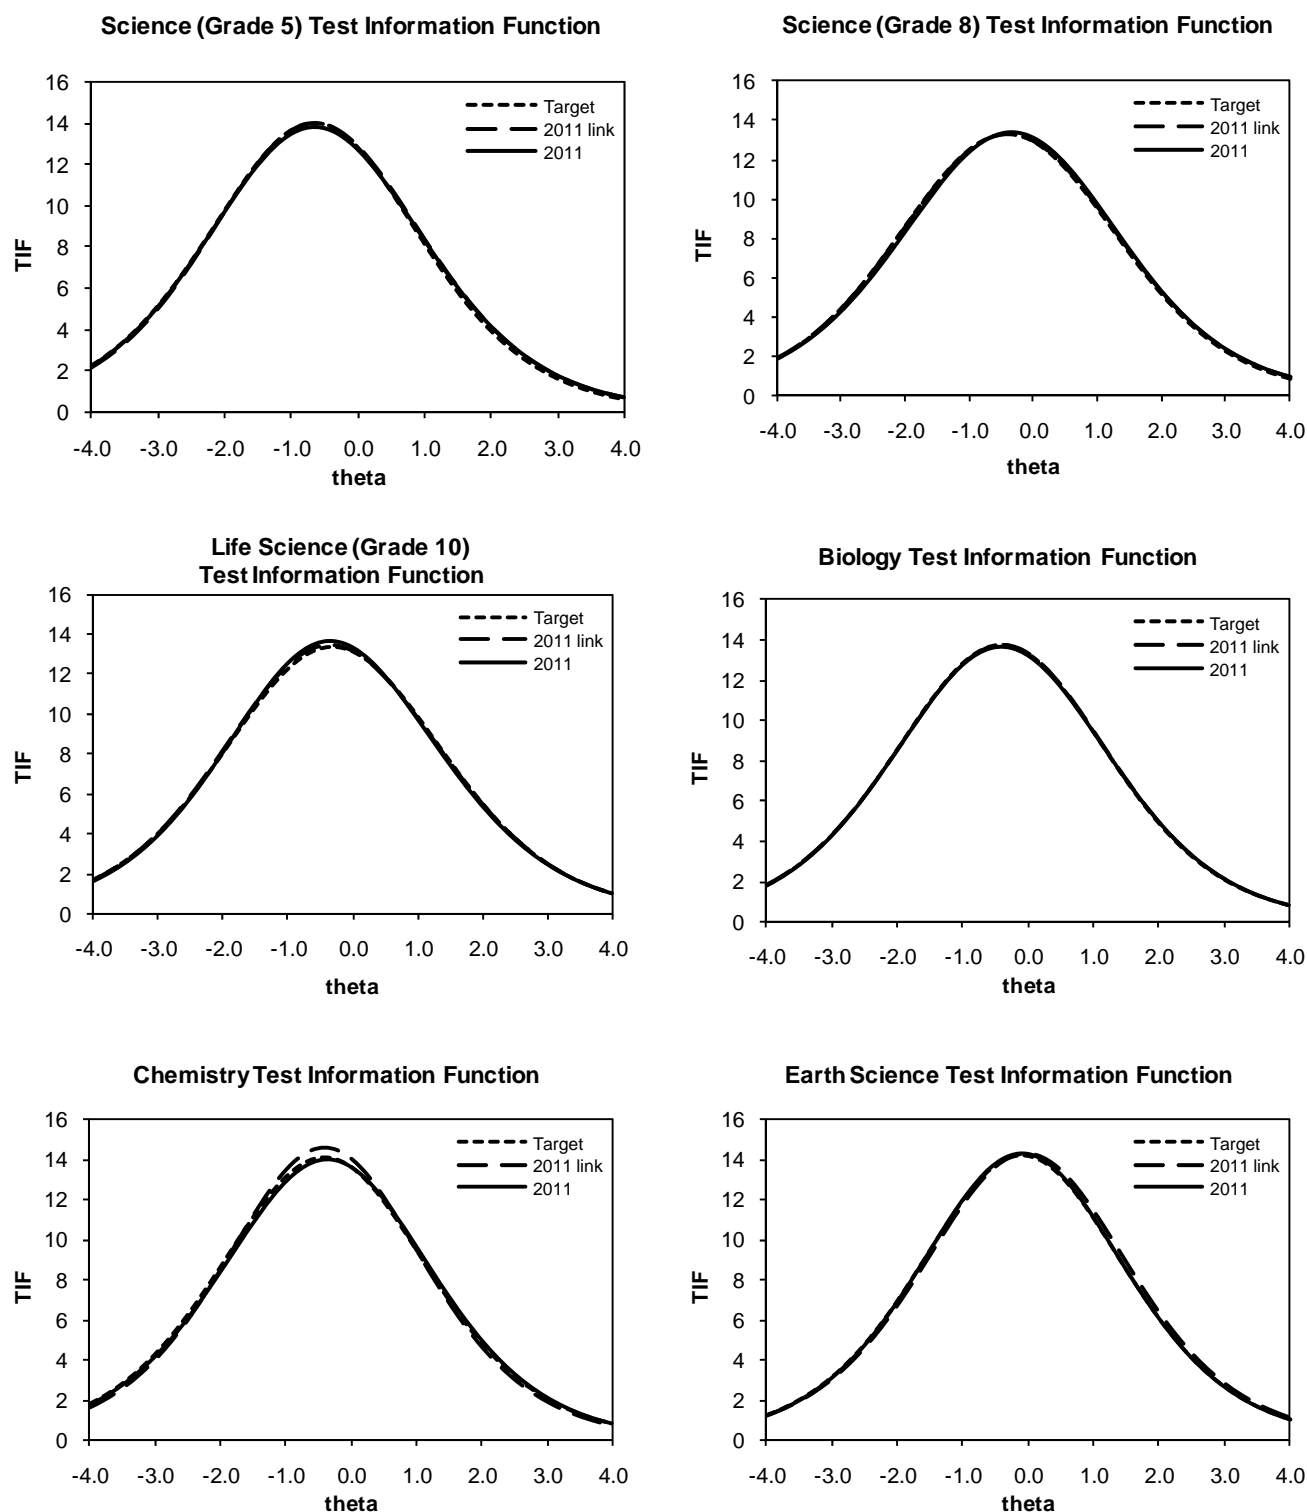 Science (Grade 5) Test Information Function
16
14
12
10
8
6
4
2
0
TIF
Target
2011 link
2011
-4.0 -3.0 -2.0 -1.0 0.0 1.0 2.0 3.0 4.0
theta
Science (Grade 8) Test Information Function
16
14
12
10
8
6
4
2
0
TIF
Target
2011 link
2011
-4.0 -3.0 -2.0 -1.0 0.0 1.0 2.0 3.0 4.0
theta
Life Science (Grade 10)
Test Information Function
16
14
12
10
8
6
4
2
0
TIF
Target
2011 link
2011
-4.0 -3.0 -2.0 -1.0 0.0 1.0 2.0 3.0 4.0
theta
Biology Test Information Function
16
14
12
10
8
6
4
2
0
TIF
Target
2011 link
2011
-4.0 -3.0 -2.0 -1.0 0.0 1.0 2.0 3.0 4.0
theta
Chemistry Test Information Function
16
14
12
10
8
6
4
2
0
TIF
Target
2011 link
2011
-4.0 -3.0 -2.0 -1.0 0.0 1.0 2.0 3.0 4.0
theta
Earth Science Test Information Function
16
14
12
10
8
6
4
2
0
TIF
Target
2011 link
2011
-4.0 -3.0 -2.0 -1.0 0.0 1.0 2.0 3.0 4.0
theta